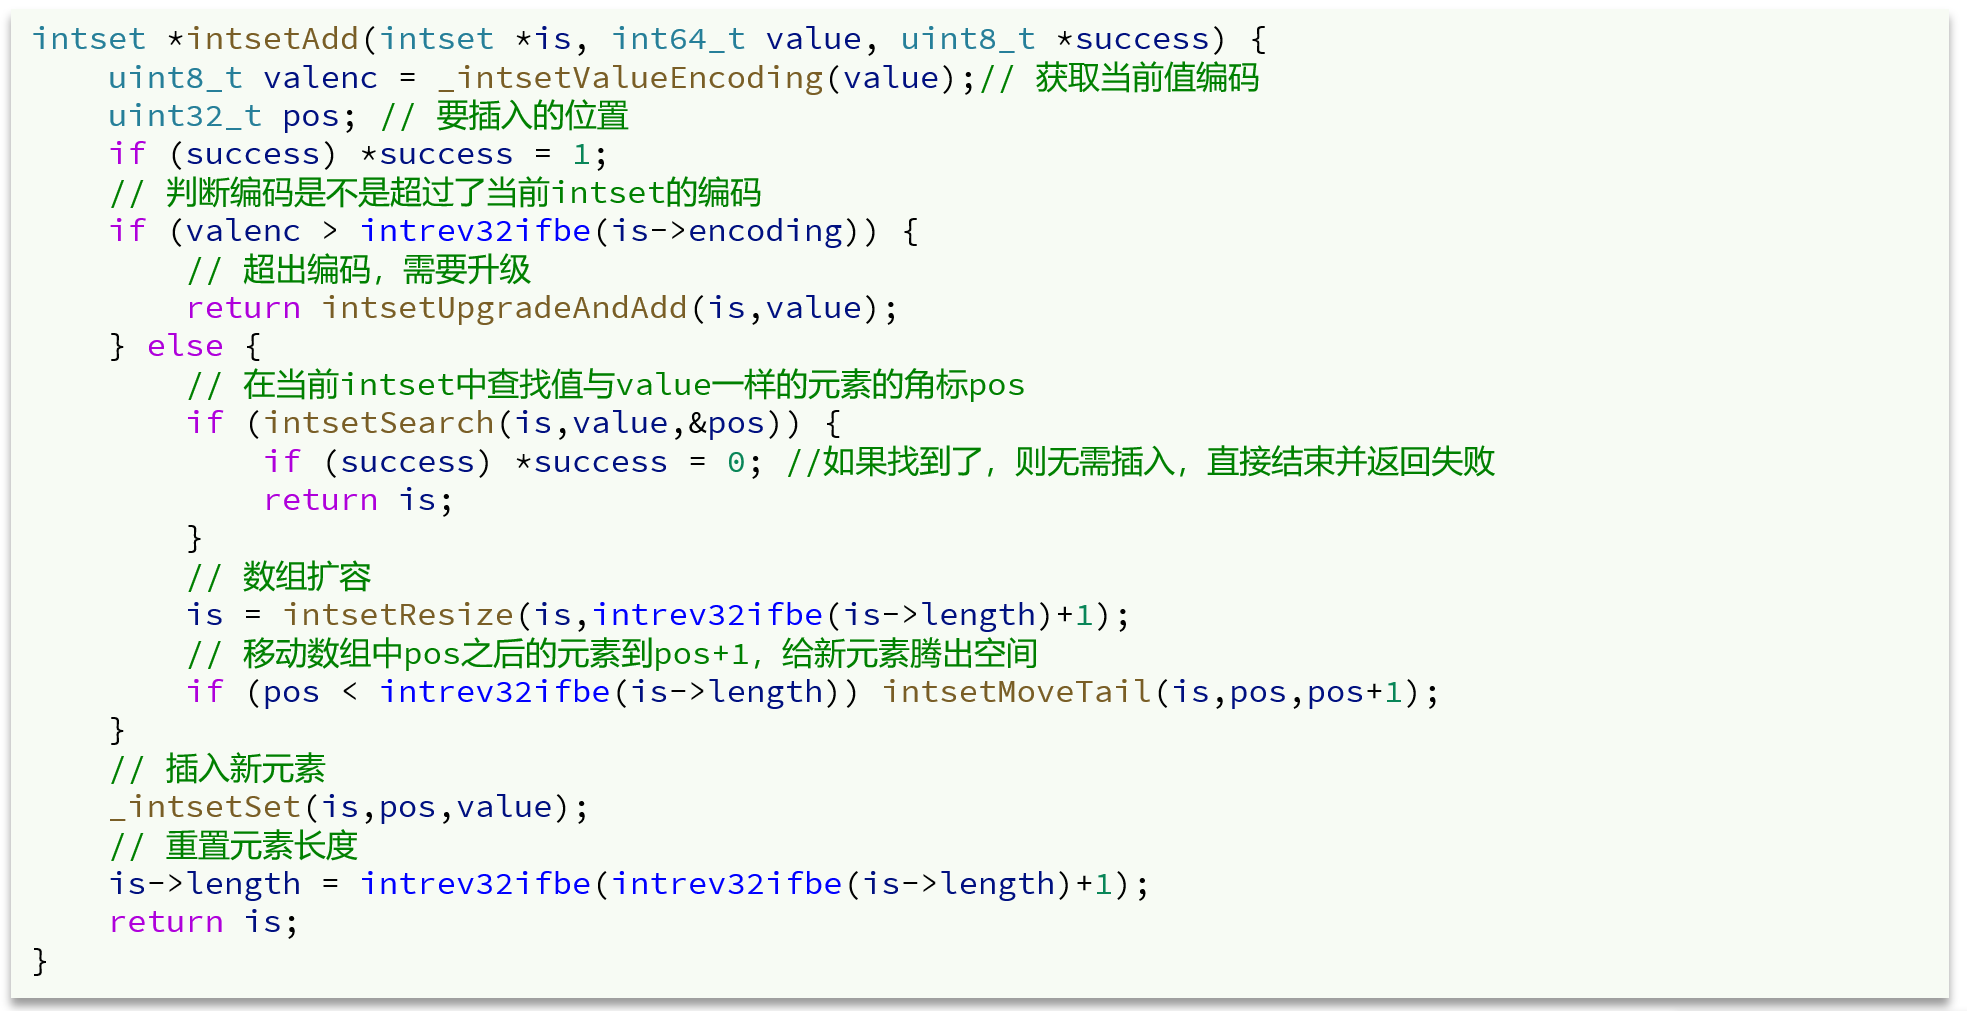 intset *intsetAdd(intset *is, int64_t value, uint8_t *success) {
    uint8_t valenc = _intsetValueEncoding(value);// 获取当前值编码
    uint32_t pos; // 要插入的位置
    if (success) *success = 1;
    // 判断编码是不是超过了当前intset的编码
    if (valenc > intrev32ifbe(is->encoding)) {
        // 超出编码，需要升级
        return intsetUpgradeAndAdd(is,value);
    } else {
        // 在当前intset中查找值与value一样的元素的角标pos
        if (intsetSearch(is,value,&pos)) {
            if (success) *success = 0; //如果找到了，则无需插入，直接结束并返回失败
            return is;
        }
        // 数组扩容
        is = intsetResize(is,intrev32ifbe(is->length)+1);
        // 移动数组中pos之后的元素到pos+1，给新元素腾出空间
        if (pos < intrev32ifbe(is->length)) intsetMoveTail(is,pos,pos+1);
    }
    // 插入新元素
    _intsetSet(is,pos,value);
    // 重置元素长度
    is->length = intrev32ifbe(intrev32ifbe(is->length)+1);
    return is;
}